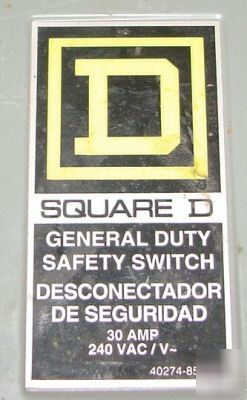 D
SQUARE D
GENERAL DUTY
SAFETY SWITCH
DESCONECTADOR
DE SEGURIDAD
30 AMP
240 VAC / V~